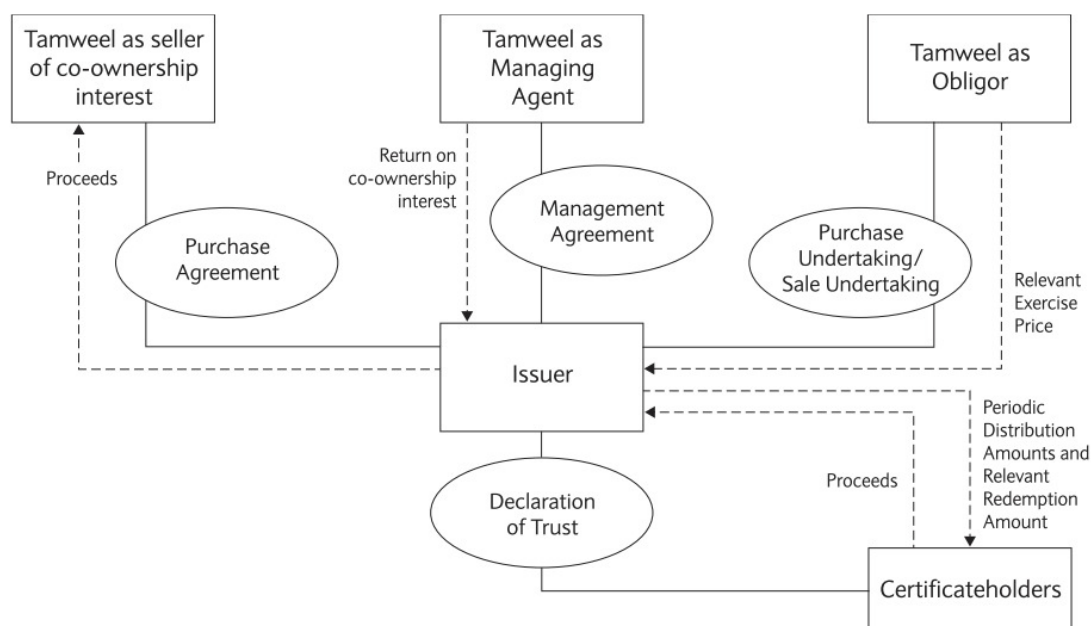 Tamweel as seller
of co-ownership
interest
Tamweel as
Managing
Agent
Tamweel as
Obligor
Proceeds
Return on
co-ownership
interest
Purchase
Agreement
Management
Agreement
Purchase
Undertaking/
Sale Undertaking
Relevant
Exercise
Price
Issuer
Declaration
of Trust
Proceeds
Periodic
Distribution
Amounts and
Relevant
Redemption
Amount
Certificateholders